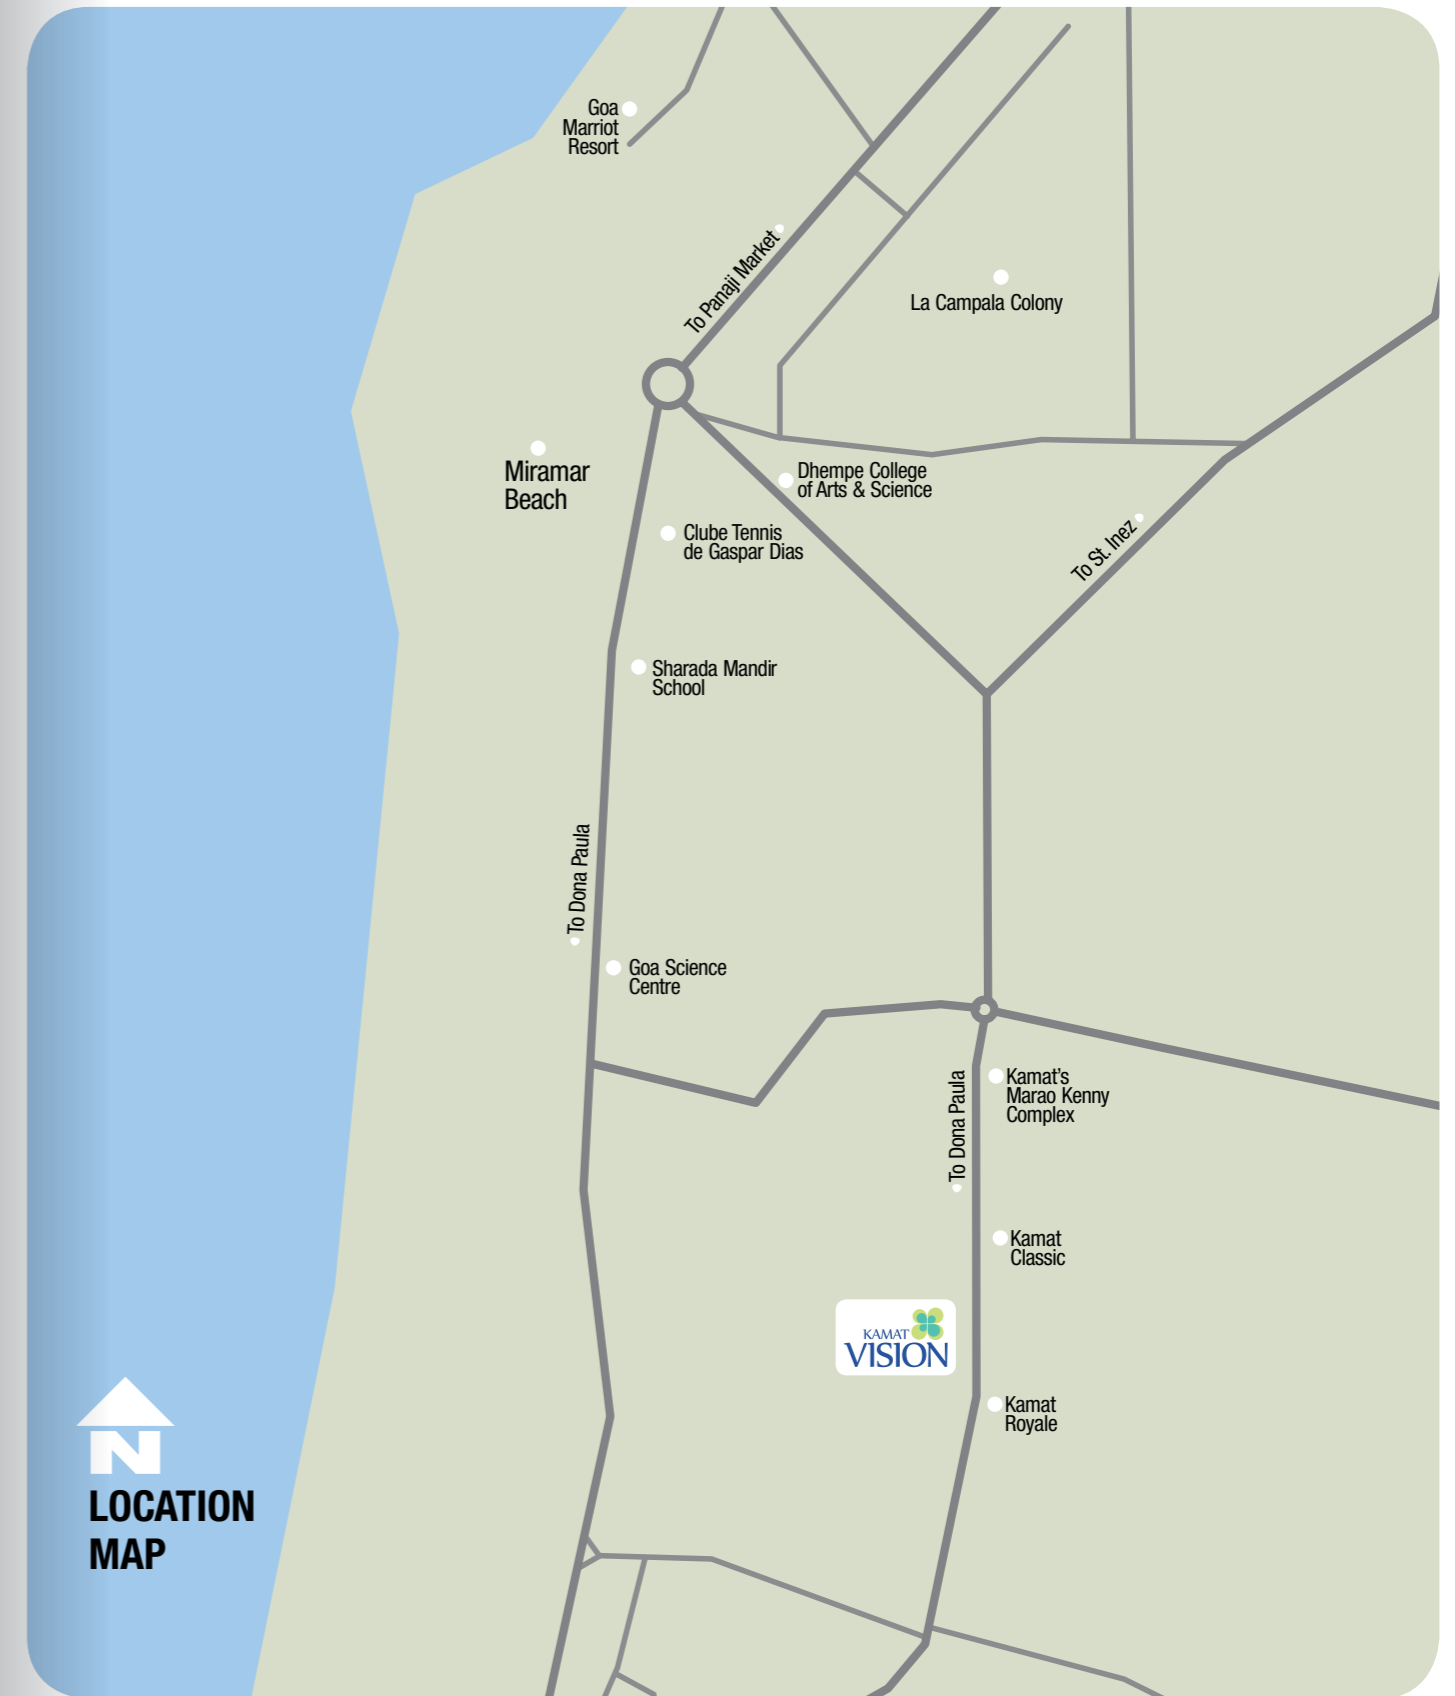 Goa
Marriot
Resort
To Panaji Market
La Campala Colony
Miramar
Beach
Dhempe College
of Arts & Science
Clube Tennis
de Gaspar Dias
To St. Inez
Sharada Mandir
School
To Dona Paula
Goa Science
Centre
Kamat's
Marao Kenny
Complex
To Dona Paula
Kamat
Classic
KAMAT
VISION
Kamat
Royale
N
LOCATION
MAP